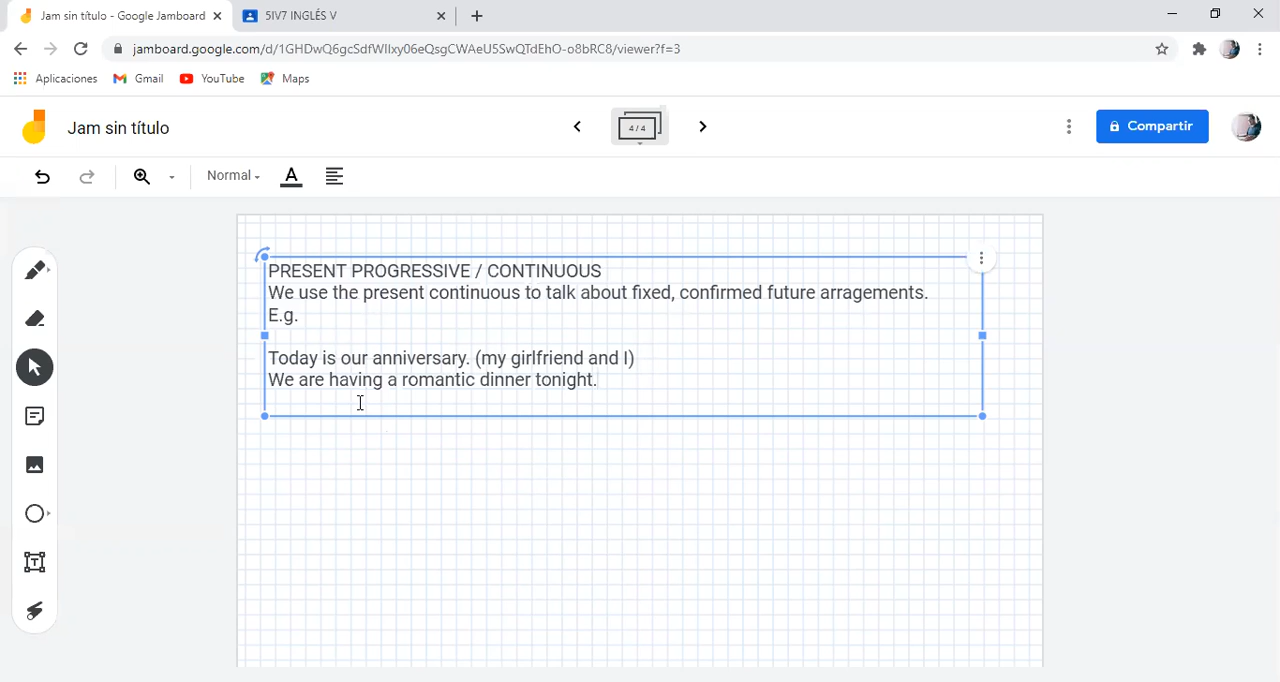 Jam sin título - Google Jamboard
5IV7 INGLÉS V
jamboard.google.com/d/1GHDwQ6gcSdfWIlxy06eQsgCWAeU5SwQTdEhO-o8bRC8/viewer?f=3
Aplicaciones
Gmail
YouTube
Maps
Jam sin título
4 / 4
Compartir
Normal
PRESENT PROGRESSIVE / CONTINUOUS
We use the present continuous to talk about fixed, confirmed future arragements.
E.g.
Today is our anniversary. (my girlfriend and I)
We are having a romantic dinner tonight.